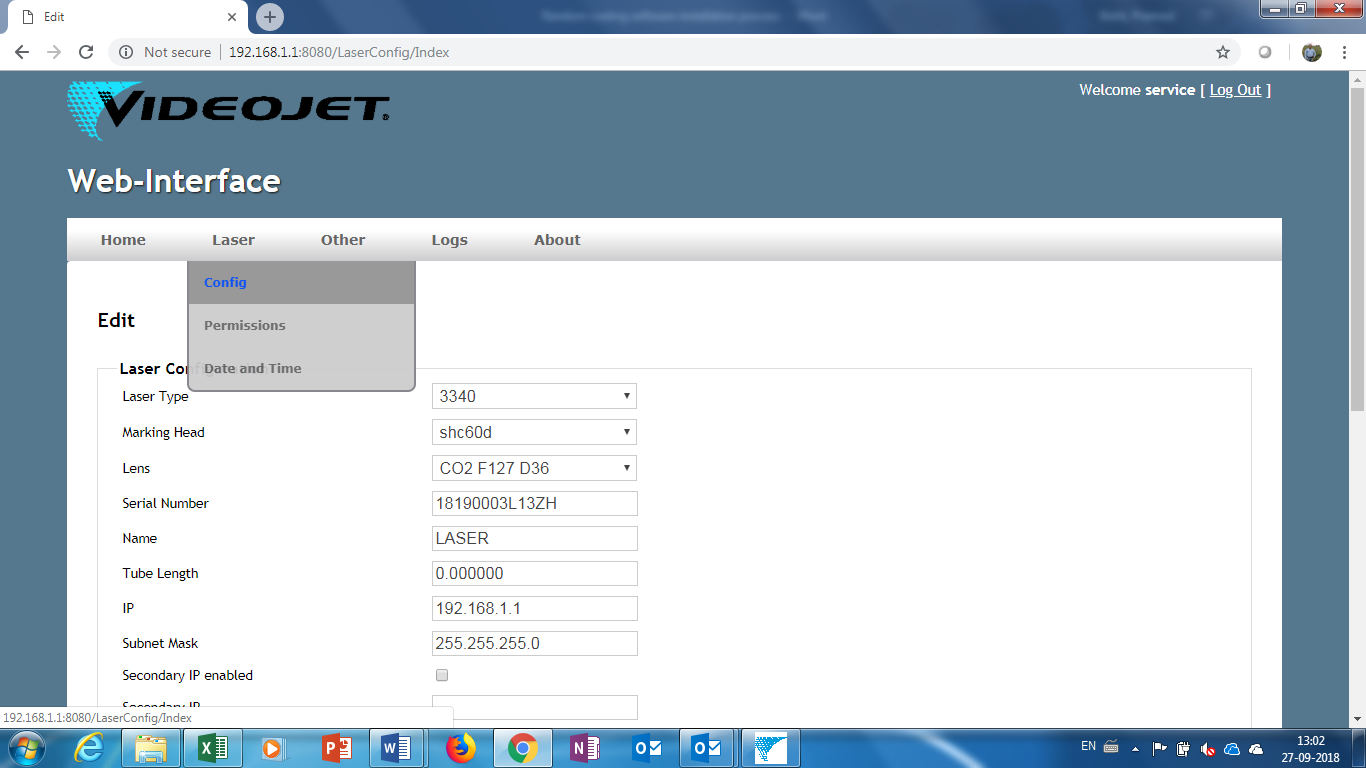 Edit
Not secure
192.168.1.1:8080/LaserConfig/Index
VIDEOJET®
Welcome service [ Log Out ]
Web-Interface
Home Laser Other Logs About
Config
Permissions
Date and Time
Edit
Laser Conf
Laser Type 3340
Marking Head shc60d
Lens CO2 F127 D36
Serial Number 18190003L13ZH
Name LASER
Tube Length 0.000000
IP 192.168.1.1
Subnet Mask 255.255.255.0
Secondary IP enabled
Secondary IP
192.168.1.1:8080/LaserConfig/Index
EN
13:02
27-09-2018